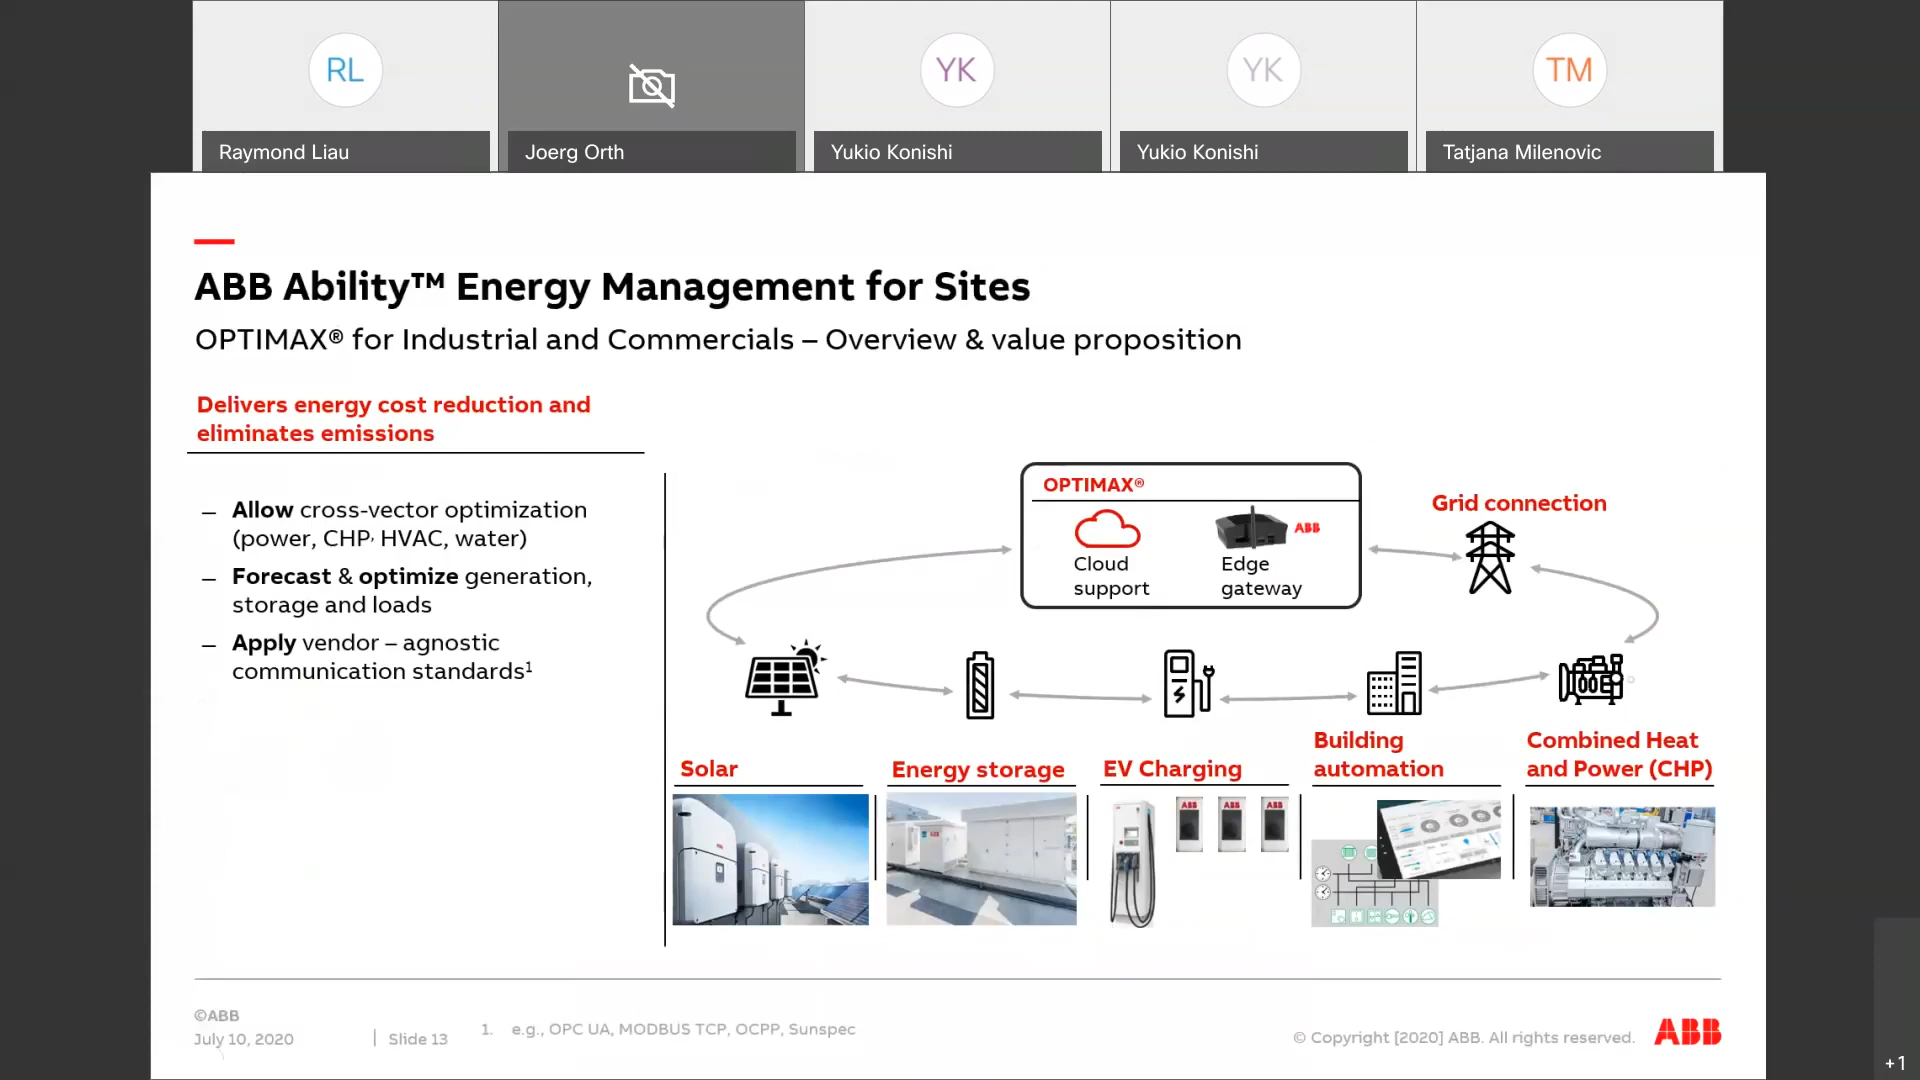 RL
YK
YK
TM
Raymond Liau
Joerg Orth
Yukio Konishi
Yukio Konishi
Tatjana Milenovic
ABB Ability™ Energy Management for Sites
OPTIMAX® for Industrial and Commercials – Overview & value proposition
Delivers energy cost reduction and
eliminates emissions
– Allow cross-vector optimization
(power, CHP, HVAC, water)
– Forecast & optimize generation,
storage and loads
– Apply vendor – agnostic
communication standards¹
OPTIMAX®
ABB
Cloud
support
Edge
gateway
Grid connection
Solar
Energy storage
EV Charging
Building
automation
Combined Heat
and Power (CHP)
ABB
ABB
ABB
©ABB
July 10, 2020
| Slide 13
1. e.g., OPC UA, MODBUS TCP, OCPP, Sunspec
© Copyright [2020] ABB. All rights reserved.
ABB
+1